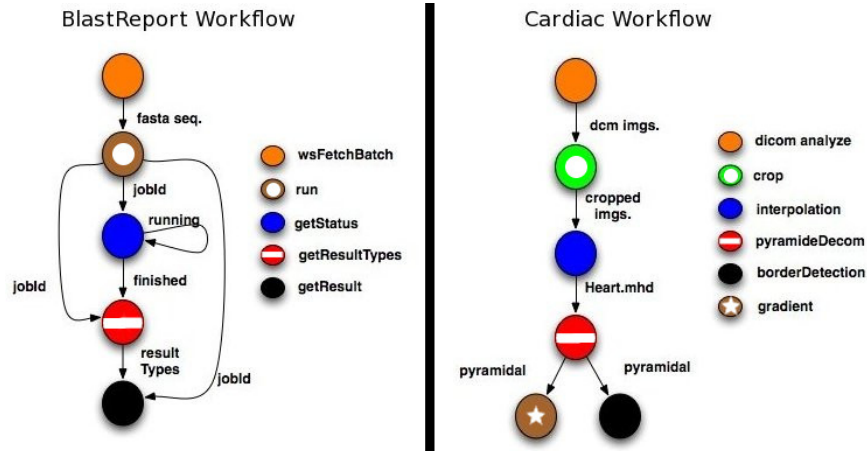 BlastReport Workflow
fasta seq.
jobId
running
finished
jobId
result
Types
jobId
wsFetchBatch
run
getStatus
getResultTypes
getResult
Cardiac Workflow
dcm imgs.
cropped
imgs.
Heart.mhd
pyramidal
pyramidal
dicom analyze
crop
interpolation
pyramideDecom
borderDetection
gradient